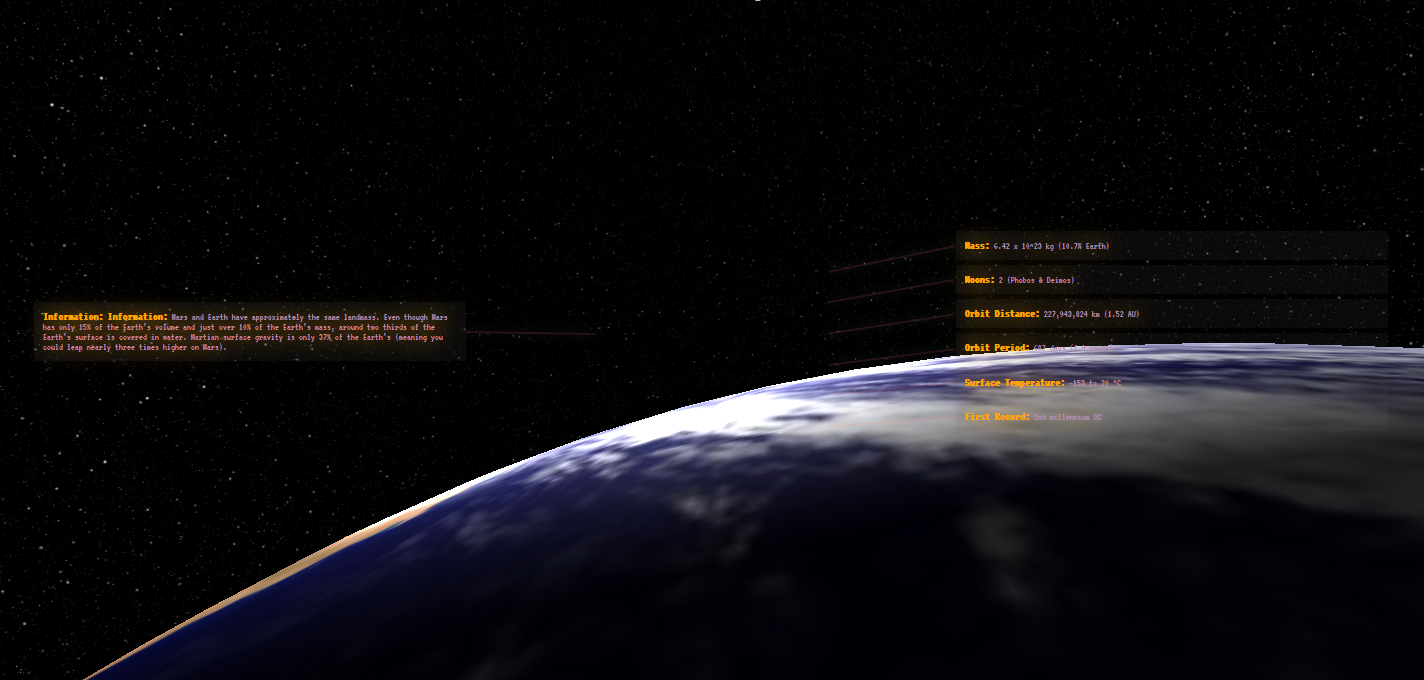 Information: Information: Mars and Earth have approximately the same landmass. Even though Mars
has only 15% of the Earth's volume and just over 10% of the Earth's mass, around two thirds of the
Earth's surface is covered in water. Martian surface gravity is only 37% of the Earth's (meaning you
could leap nearly three times higher on Mars).
Mass: 6.42 x 10^23 kg (10.7% Earth)
Moons: 2 (Phobos & Deimos)
Orbit Distance: 227,943,824 km (1.52 AU)
Orbit Period: 687
Surface Temperature: -153 to 20 °C
First Record: 2nd millennium BC